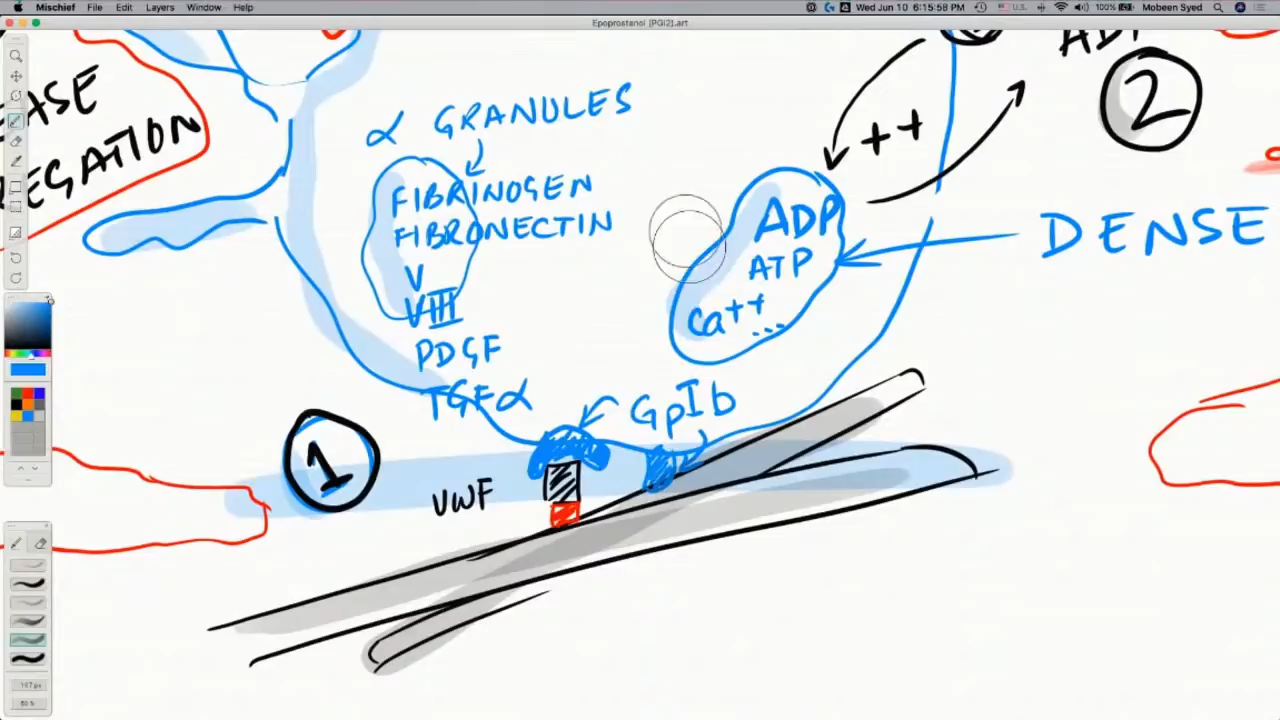 Mischief File Edit Layers Window Help
100% Wed Jun 10 6:15:58 PM U.S. Mobeen Syed
Epoprostenol [PGI2].art
α GRANULES
FIBRINOGEN
FIBRONECTIN
V
VIII
PDGF
TGFα
ASE
EGATION
++
2
ADP
ATP
Ca++ ...
DENSE
GpIb
1
VWF